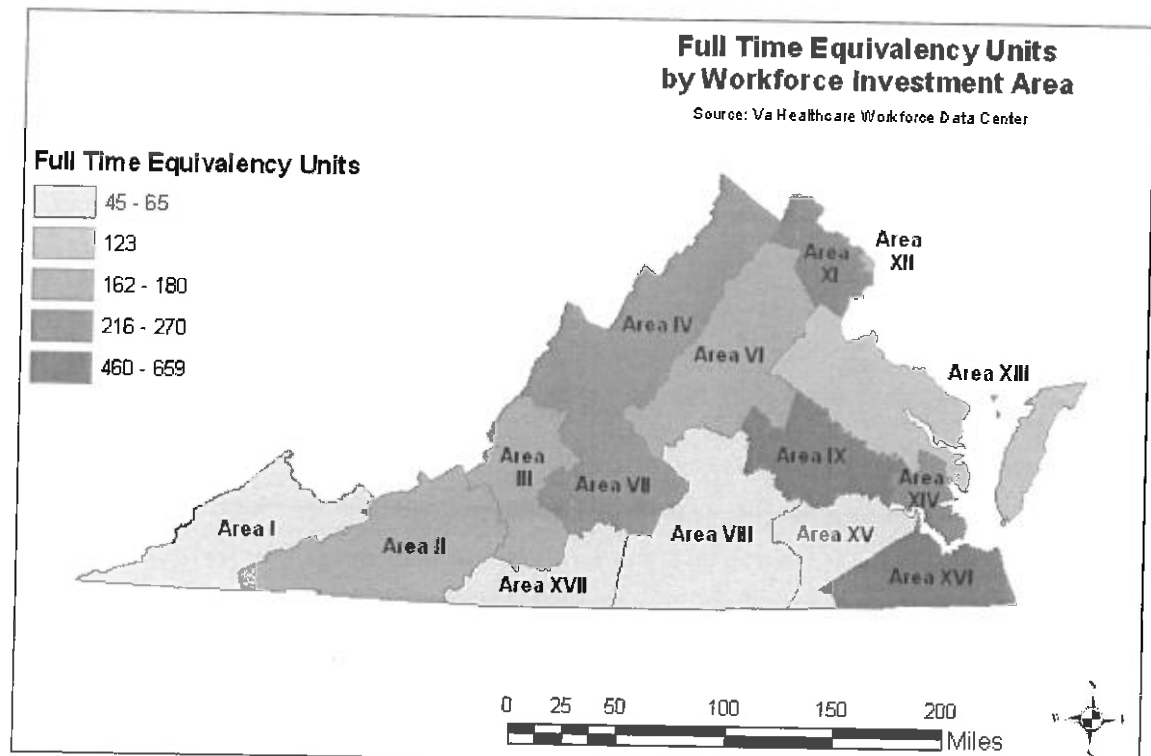 Full Time Equivalency Units
by Workforce Investment Area
Source: Va Healthcare Workforce Data Center
Full Time Equivalency Units
45 - 65
123
162 - 180
216 - 270
460 - 659
Area
XII
Area
XI
Area IV
Area VI
Area XIII
Area
III
Area IX
Area VII
Area
XIV
Area I
Area II
Area VIII
Area XV
Area XVII
Area XVI
0 25 50 100 150 200
Miles
N
W E
S